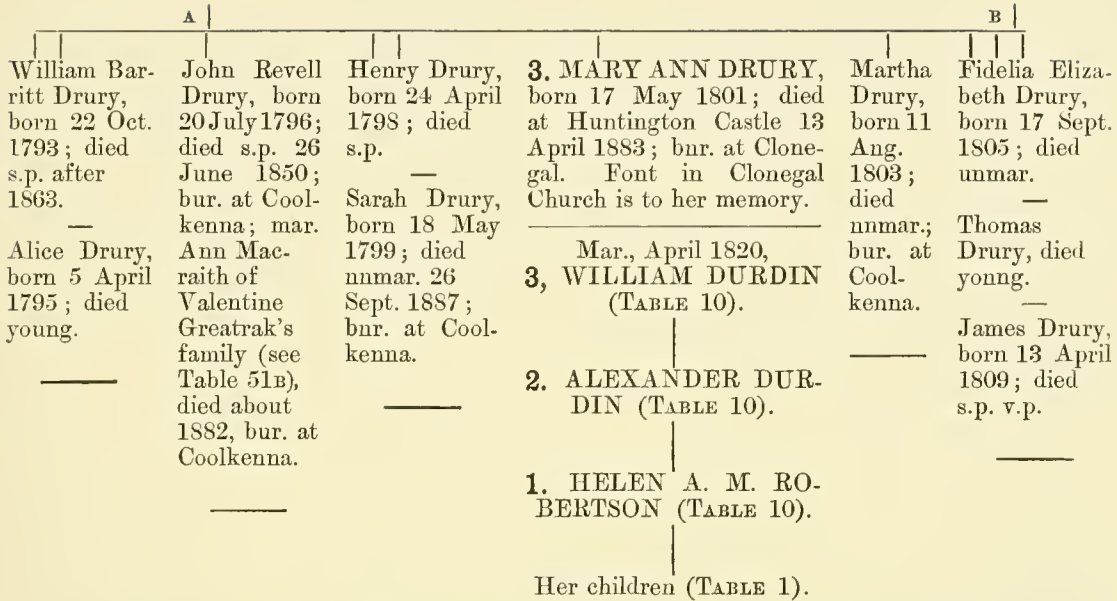 A
B
William Bar-
ritt Drury,
born 22 Oct.
1793; died
s.p. after
1863.
—
Alice Drury,
born 5 April
1795; died
young.
John Revell
Drury, born
20 July 1796;
died s.p. 26
June 1850;
bur. at Cool-
kenna; mar.
Ann Mac-
raith of
Valentine
Greatrak's
family (see
Table 51B),
died about
1882, bur. at
Coolkenna.
Henry Drury,
born 24 April
1798; died
s.p.
—
Sarah Drury,
born 18 May
1799; died
unmar. 26
Sept. 1887;
bur. at Cool-
kenna.
3. MARY ANN DRURY,
born 17 May 1801; died
at Huntington Castle 13
April 1883; bur. at Clone-
gal. Font in Clonegal
Church is to her memory.
Mar., April 1820,
3, WILLIAM DURDIN
(TABLE 10).
2. ALEXANDER DUR-
DIN (TABLE 10).
1. HELEN A. M. RO-
BERTSON (TABLE 10).
Her children (TABLE 1).
Martha
Drury,
born 11
Aug.
1803;
died
unmar.;
bur. at
Cool-
kenna.
Fidelia Eliza-
beth Drury,
born 17 Sept.
1805; died
unmar.
—
Thomas
Drury, died
young.
—
James Drury,
born 13 April
1809; died
s.p. v.p.